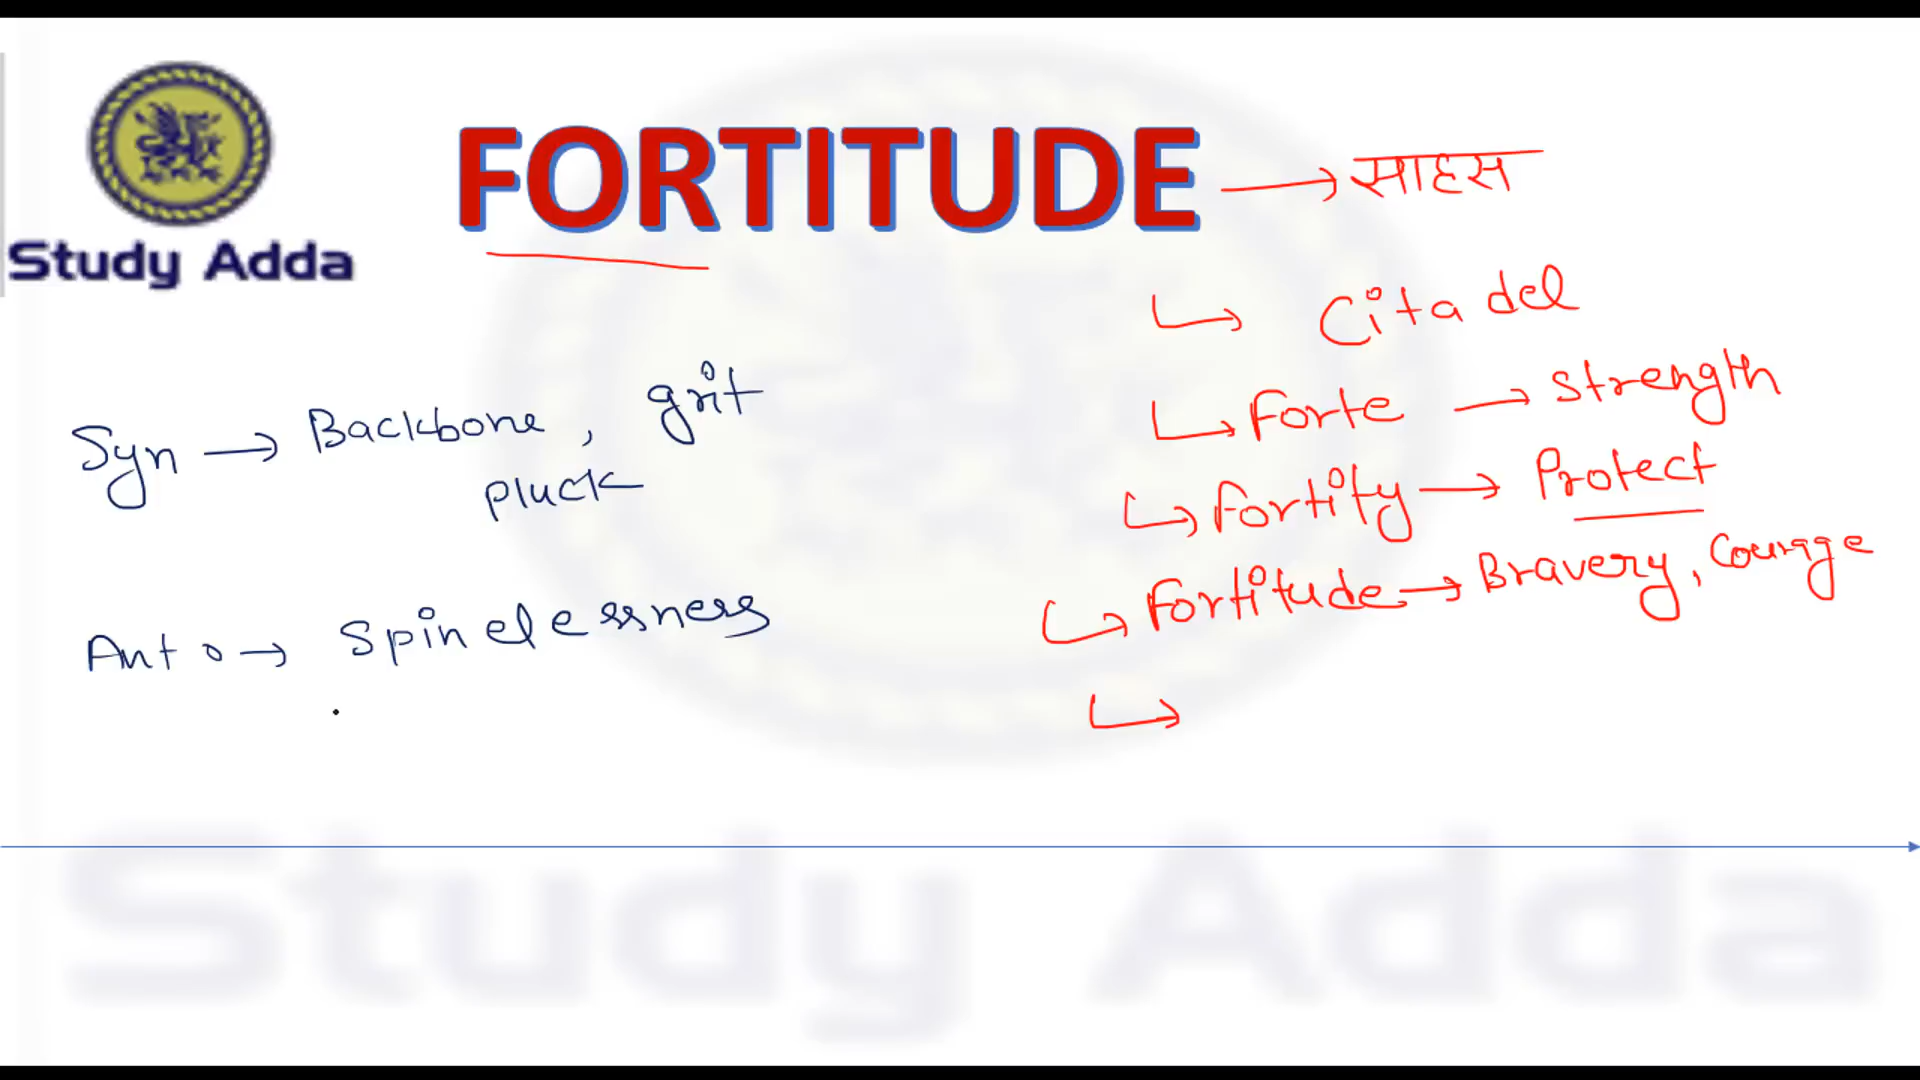 FORTITUDE → साहस
Study Adda
↳ Citadel
↳ Forte → Strength
Syn → Backbone, grit
pluck
↳ Fortify → Protect
↳ Fortitude → Bravery, Courage
Anto → Spinelessness
↳
Study Adda